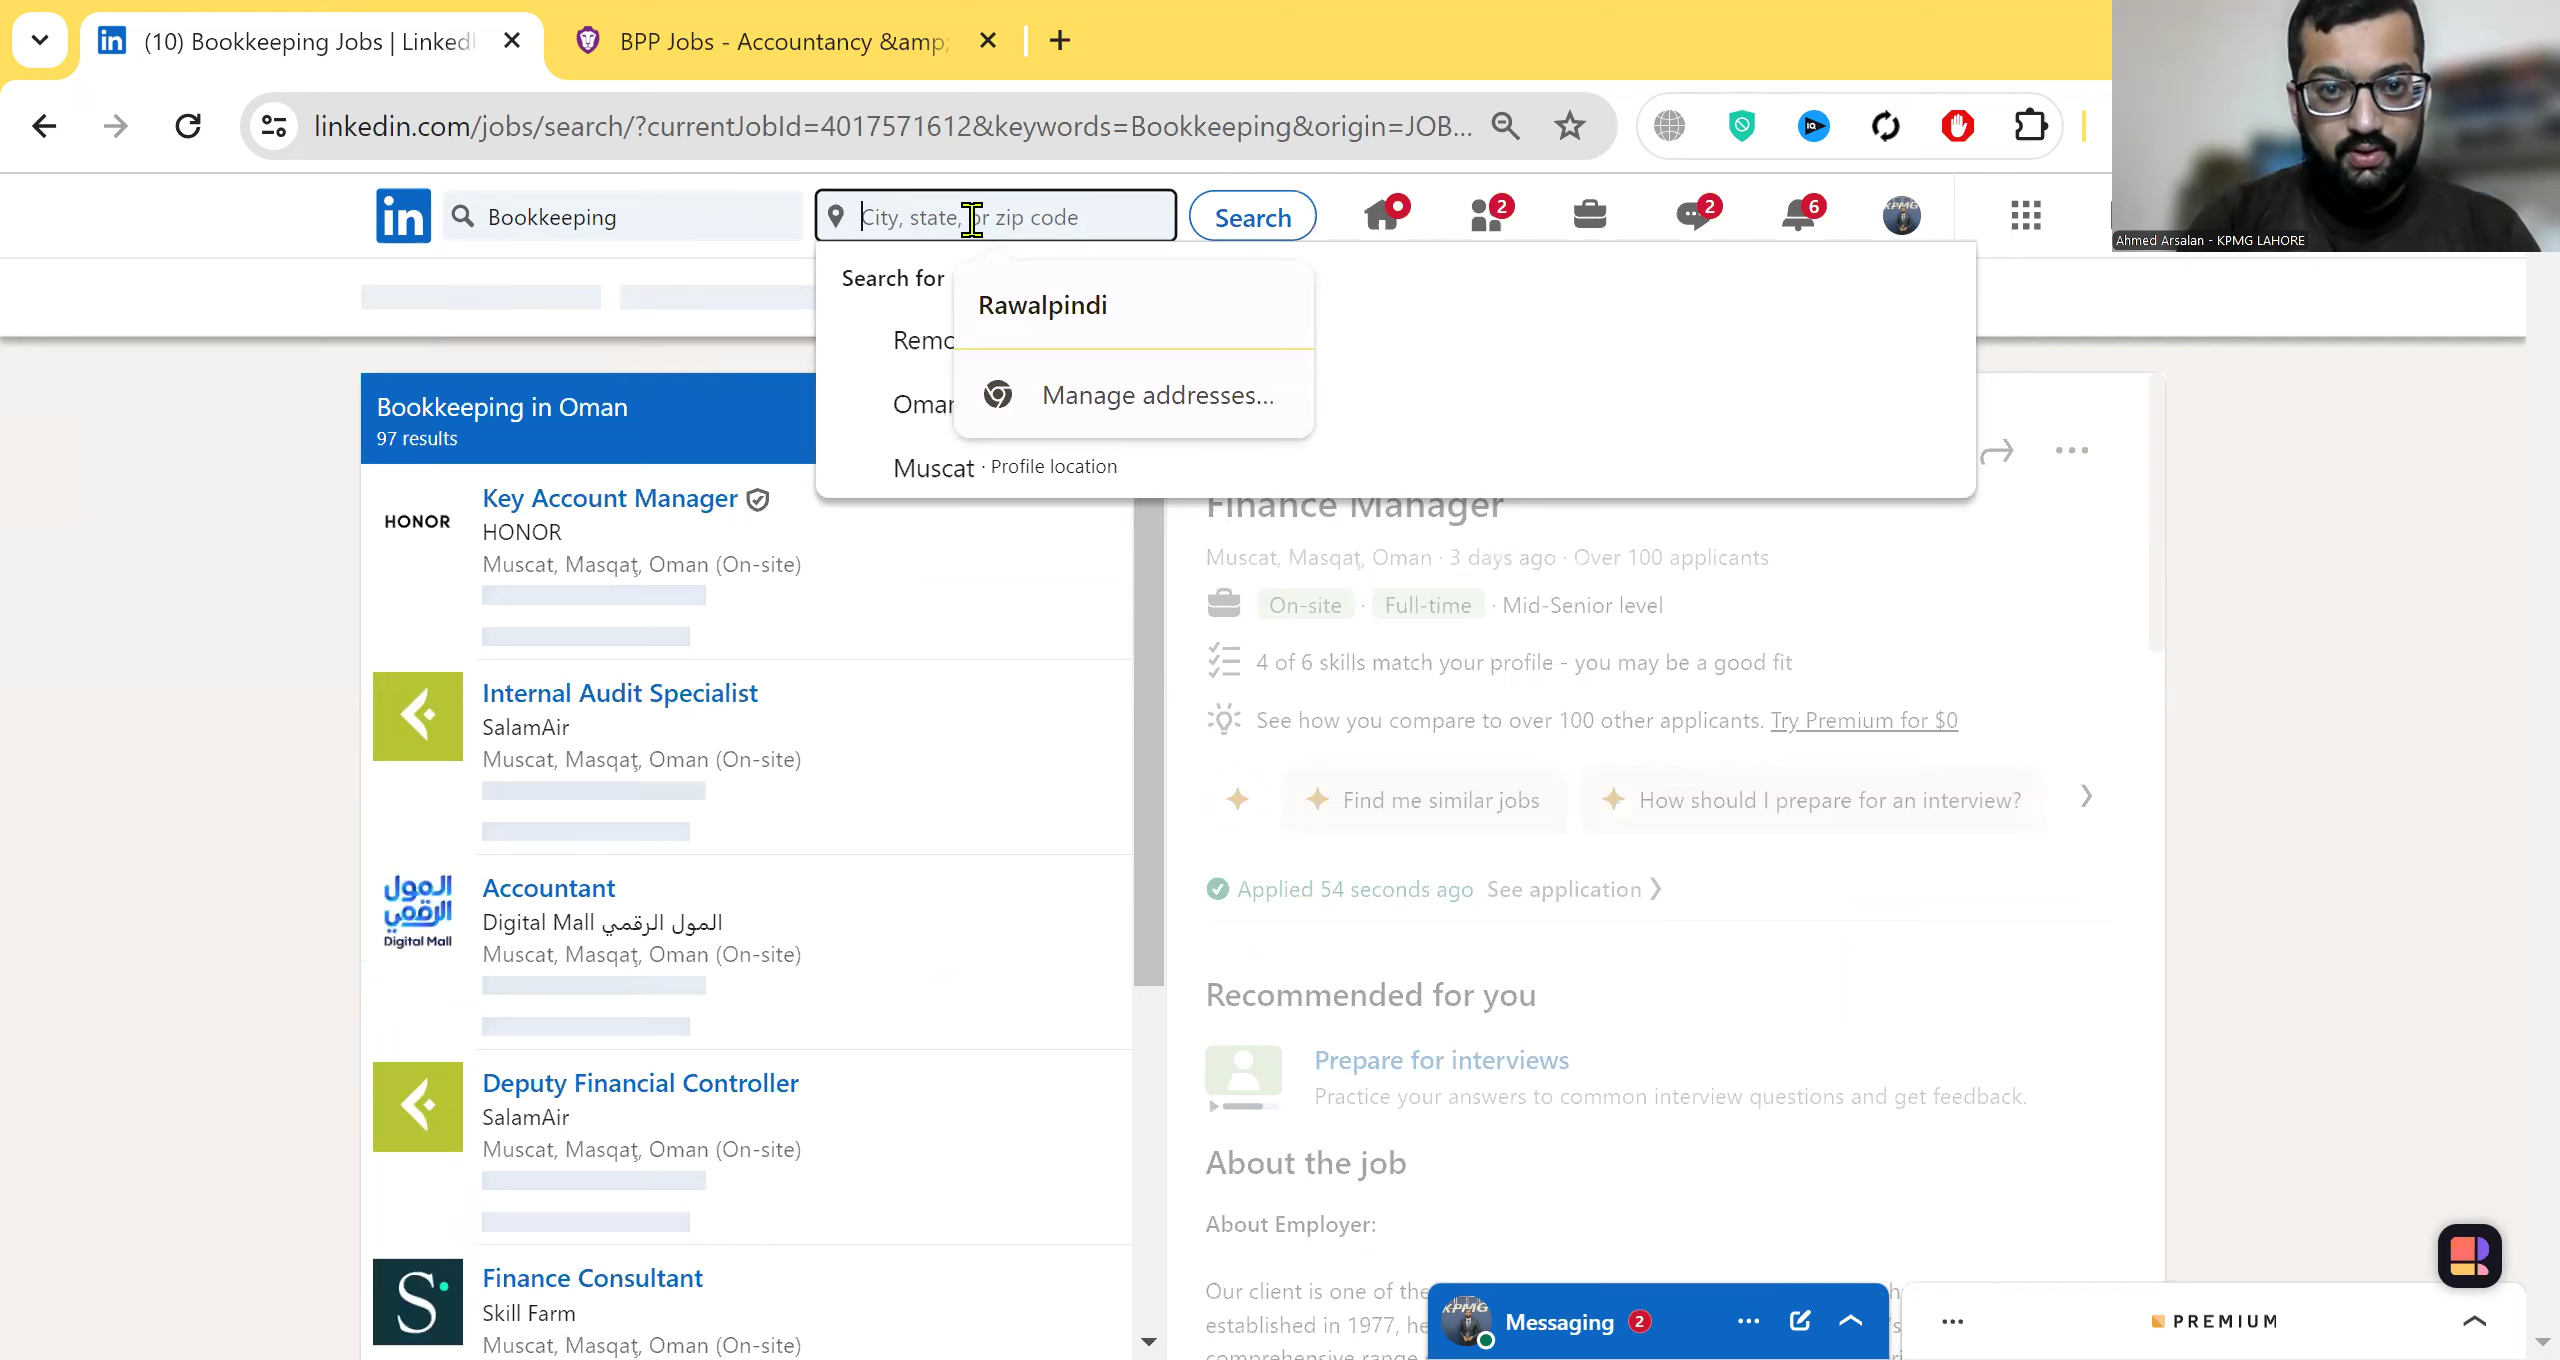 (10) Bookkeeping Jobs | LinkedI
BPP Jobs - Accountancy &amp;
linkedin.com/jobs/search/?currentJobId=4017571612&keywords=Bookkeeping&origin=JOB...
Ahmed Arsalan - KPMG LAHORE
in
Bookkeeping
City, state, or zip code
Search
2
2
6
Search for
Rawalpindi
Remo
Manage addresses...
Oman
Muscat · Profile location
Bookkeeping in Oman
97 results
HONOR
Key Account Manager
HONOR
Muscat, Masqaţ, Oman (On-site)
Internal Audit Specialist
SalamAir
Muscat, Masqaţ, Oman (On-site)
المول
الرقمي
Digital Mall
Accountant
Digital Mall المول الرقمي
Muscat, Masqaţ, Oman (On-site)
Deputy Financial Controller
SalamAir
Muscat, Masqaţ, Oman (On-site)
S
Finance Consultant
Skill Farm
Muscat, Masqaţ, Oman (On-site)
Finance Manager
Muscat, Masqaţ, Oman · 3 days ago · Over 100 applicants
On-site · Full-time · Mid-Senior level
4 of 6 skills match your profile - you may be a good fit
See how you compare to over 100 other applicants. Try Premium for $0
Find me similar jobs
How should I prepare for an interview?
Applied 54 seconds ago See application
Recommended for you
Prepare for interviews
Practice your answers to common interview questions and get feedback.
About the job
About Employer:
Our client is one of the
established in 1977, he
comprehensive range
KPMG
Messaging 2
PREMIUM